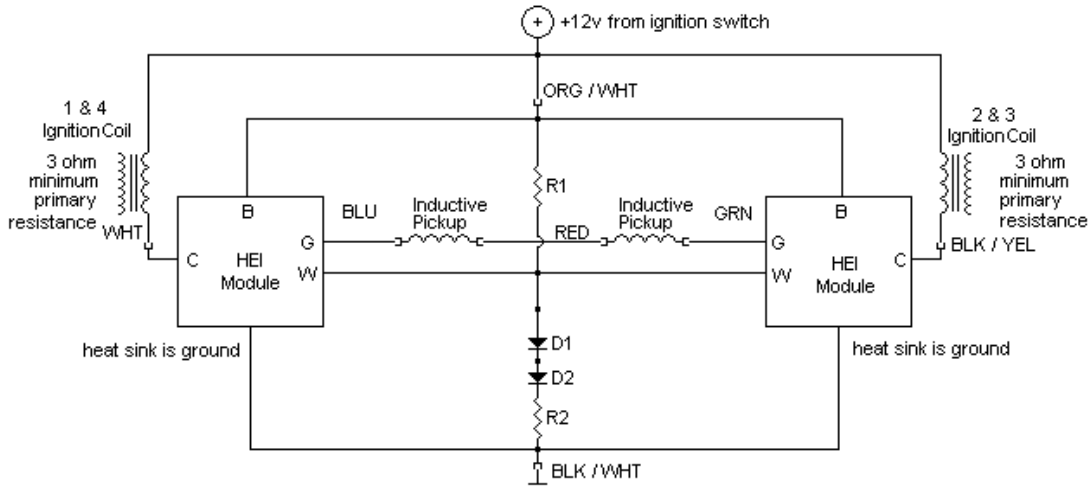 +12v from ignition switch
ORG / WHT
1 & 4
Ignition Coil
3 ohm
minimum
primary
resistance
WHT
2 & 3
Ignition Coil
3 ohm
minimum
primary
resistance
BLK / YEL
B
G
C
W
HEI
Module
BLU
Inductive
Pickup
RED
R1
Inductive
Pickup
GRN
B
G
C
W
HEI
Module
heat sink is ground
heat sink is ground
D1
D2
R2
BLK / WHT